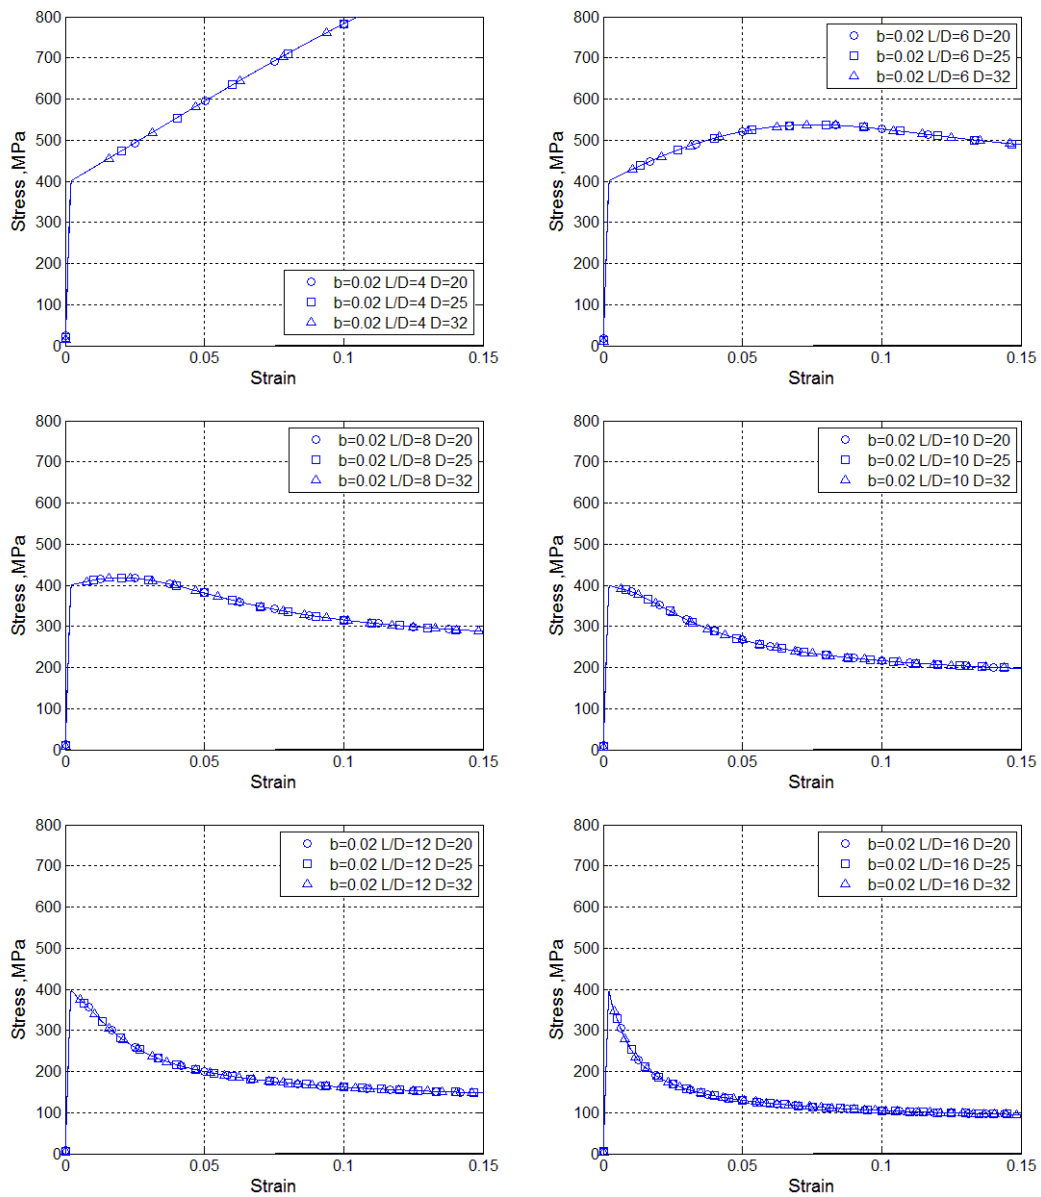 800
700
600
500
400
300
200
100
0
Stress ,MPa
b=0.02 L/D=4 D=20
b=0.02 L/D=4 D=25
b=0.02 L/D=4 D=32
0 0.05 0.1 0.15
Strain
800
700
600
500
400
300
200
100
0
Stress ,MPa
b=0.02 L/D=6 D=20
b=0.02 L/D=6 D=25
b=0.02 L/D=6 D=32
0 0.05 0.1 0.15
Strain
800
700
600
500
400
300
200
100
0
Stress ,MPa
b=0.02 L/D=8 D=20
b=0.02 L/D=8 D=25
b=0.02 L/D=8 D=32
0 0.05 0.1 0.15
Strain
800
700
600
500
400
300
200
100
0
Stress ,MPa
b=0.02 L/D=10 D=20
b=0.02 L/D=10 D=25
b=0.02 L/D=10 D=32
0 0.05 0.1 0.15
Strain
800
700
600
500
400
300
200
100
0
Stress ,MPa
b=0.02 L/D=12 D=20
b=0.02 L/D=12 D=25
b=0.02 L/D=12 D=32
0 0.05 0.1 0.15
Strain
800
700
600
500
400
300
200
100
0
Stress ,MPa
b=0.02 L/D=16 D=20
b=0.02 L/D=16 D=25
b=0.02 L/D=16 D=32
0 0.05 0.1 0.15
Strain